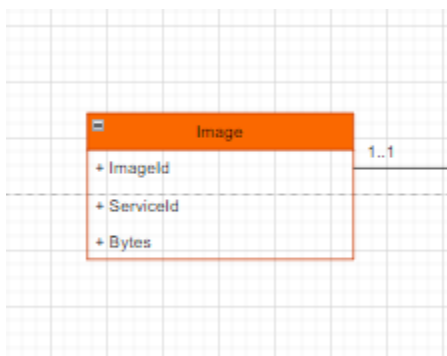 Image
1..1
+ ImageId
+ ServiceId
+ Bytes